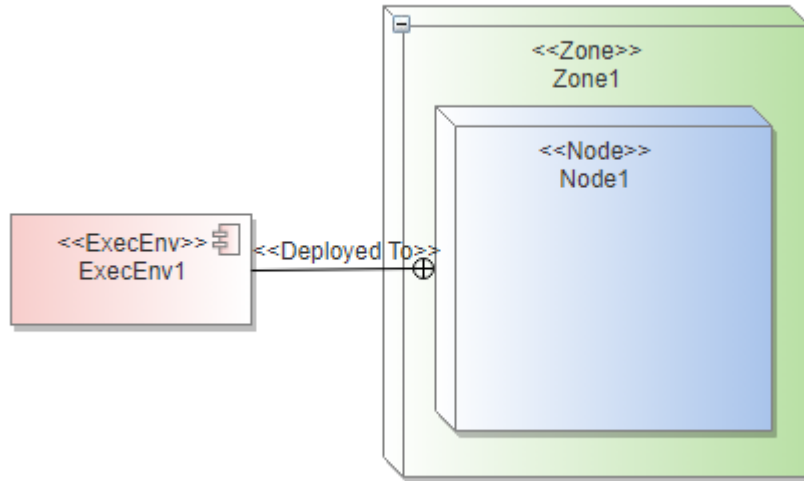 <<Zone>>
Zone1
<<Node>>
Node1
<<ExecEnv>>
ExecEnv1
<<Deployed To>>